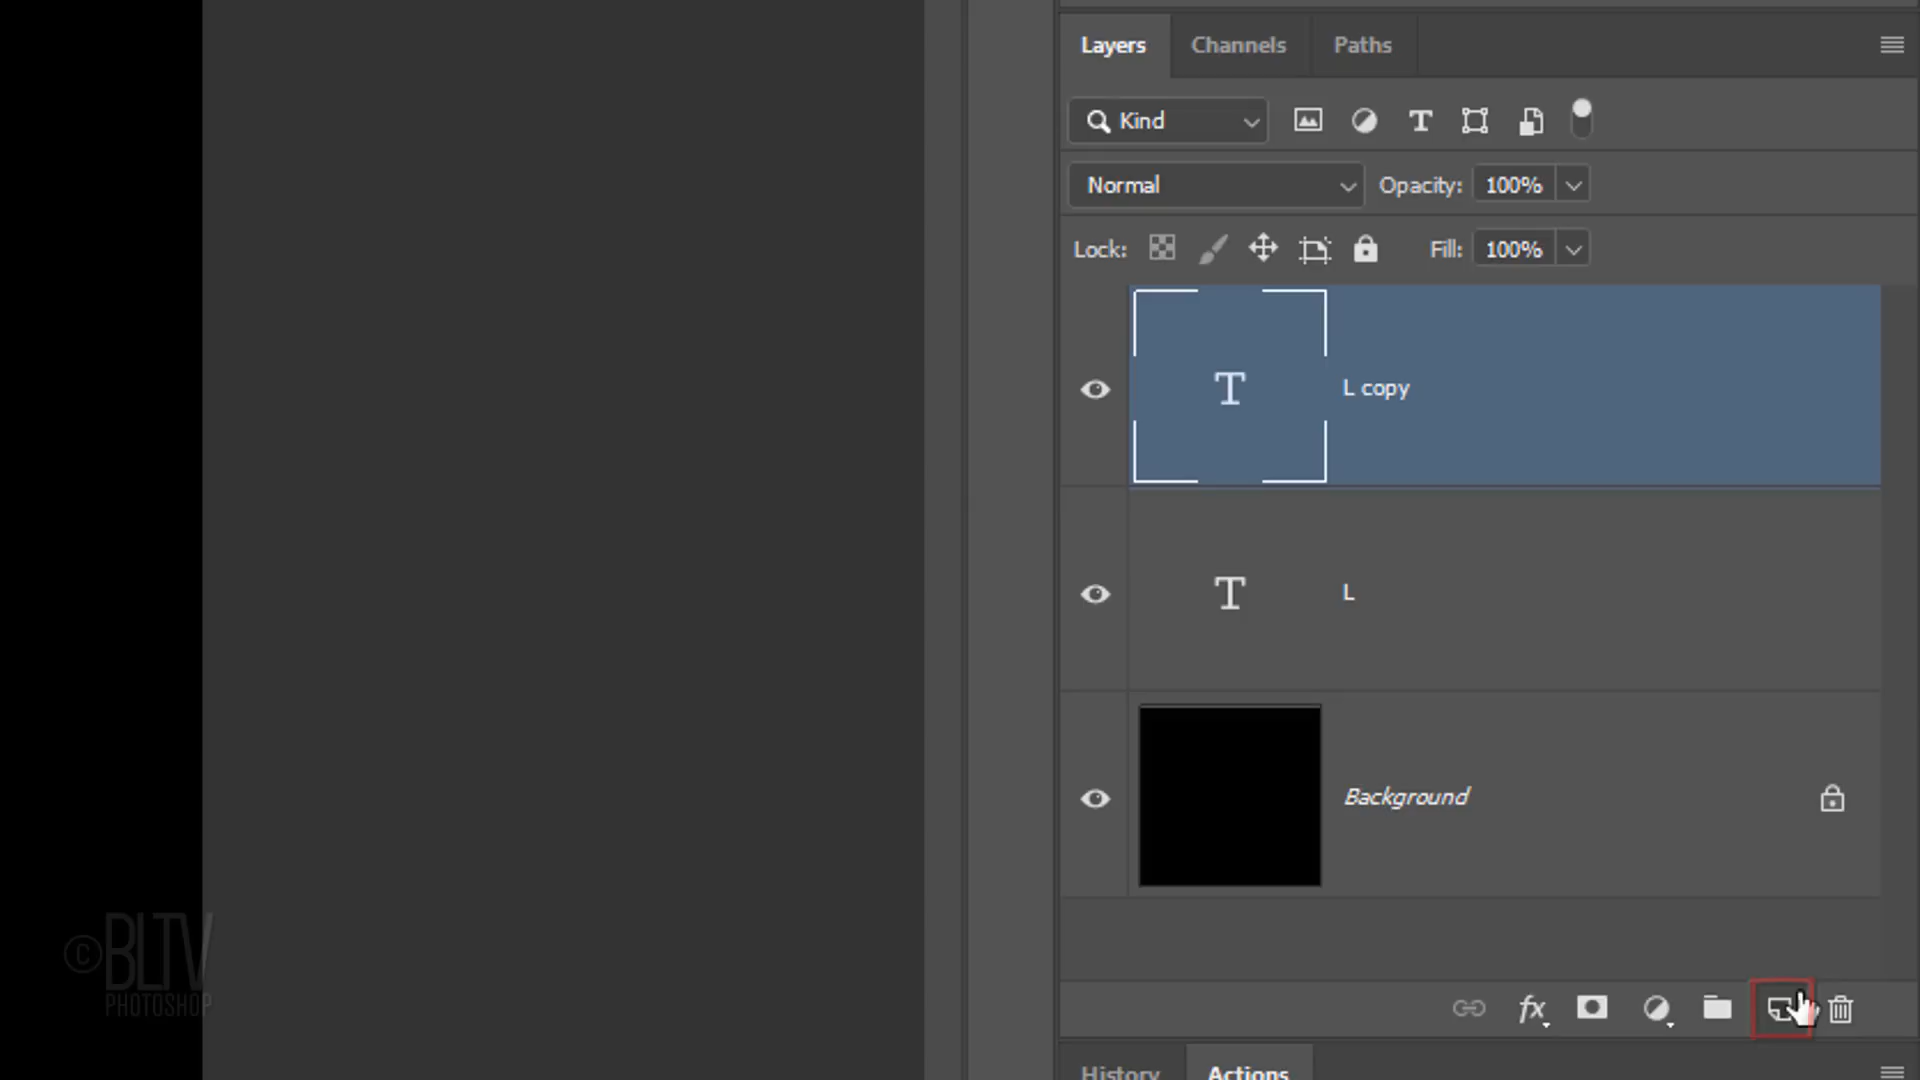 Layers Channels Paths
Kind
Normal Opacity: 100%
Lock: Fill: 100%
L copy
L
Background
fx
©BLTV
PHOTOSHOP
History Actions